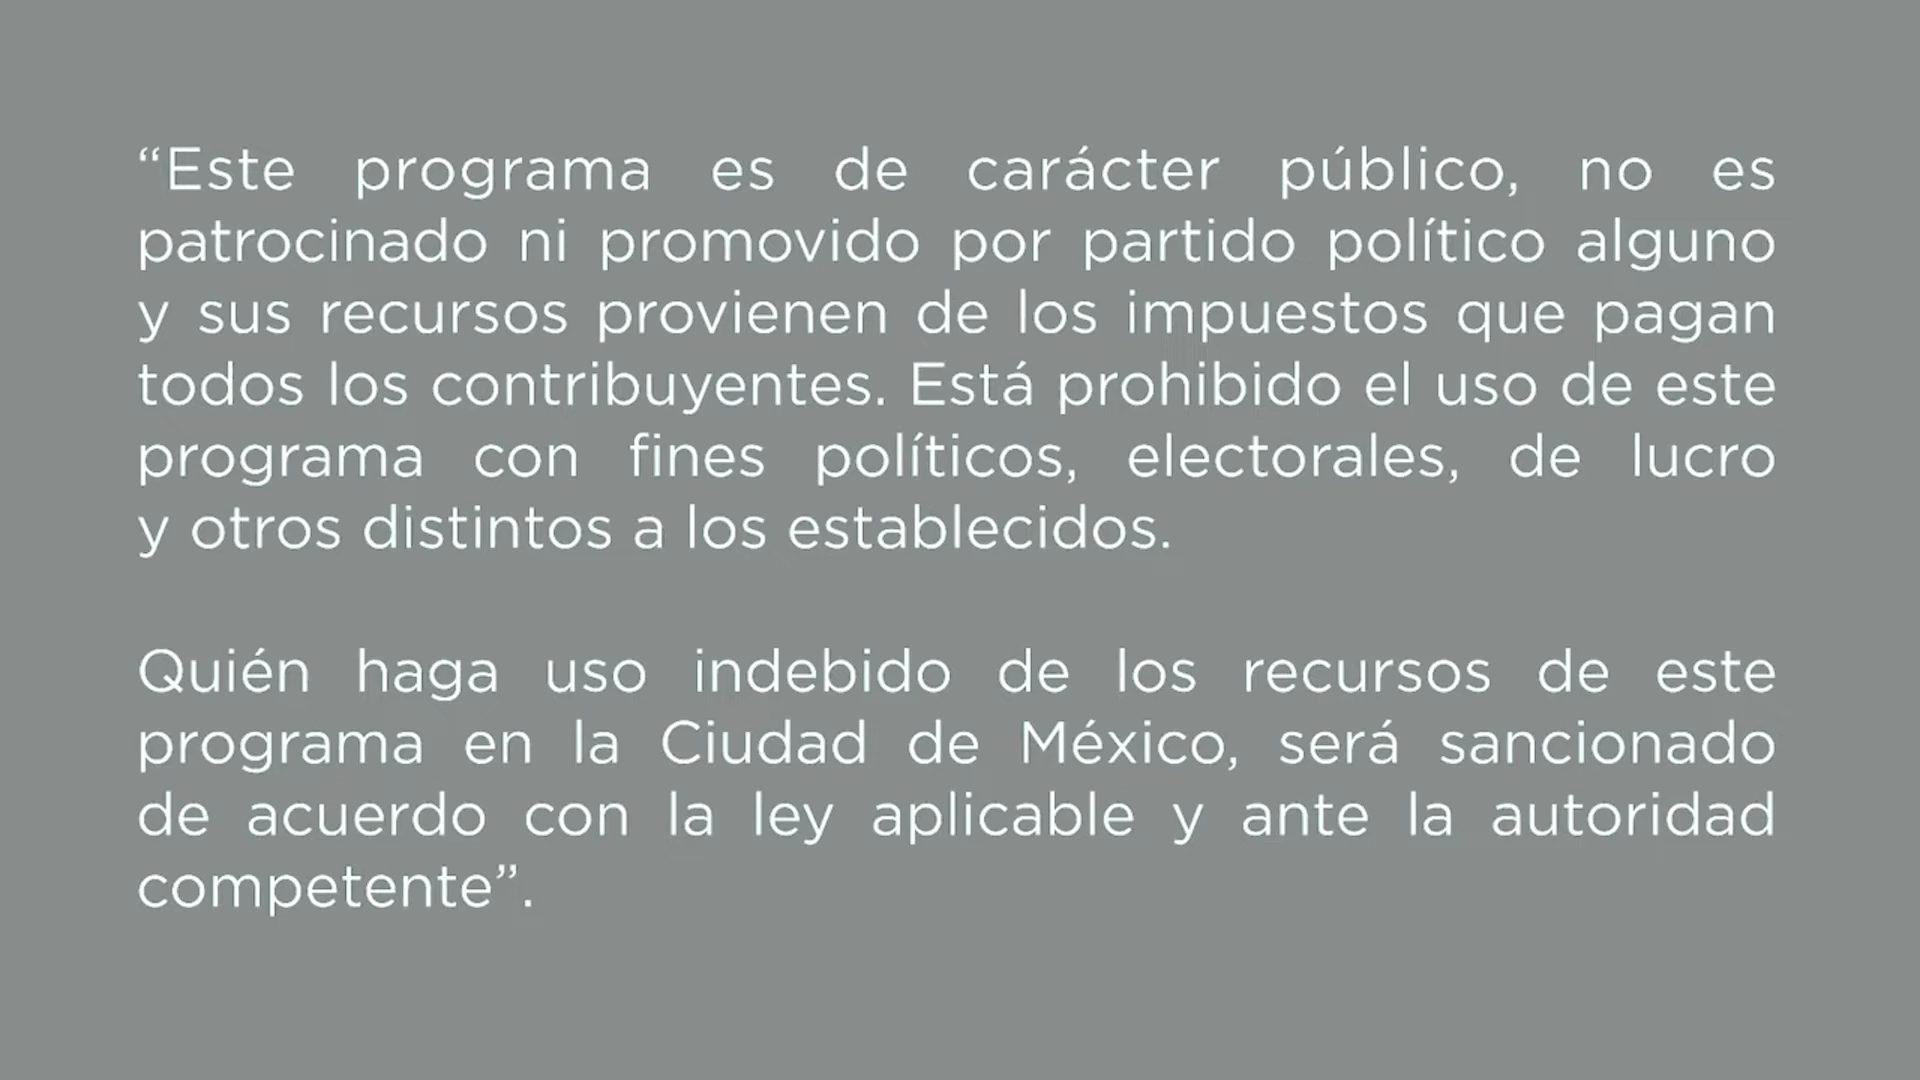 “Este programa es de carácter público, no es
patrocinado ni promovido por partido político alguno
y sus recursos provienen de los impuestos que pagan
todos los contribuyentes. Está prohibido el uso de este
programa con fines políticos, electorales, de lucro
y otros distintos a los establecidos.
Quién haga uso indebido de los recursos de este
programa en la Ciudad de México, será sancionado
de acuerdo con la ley aplicable y ante la autoridad
competente”.